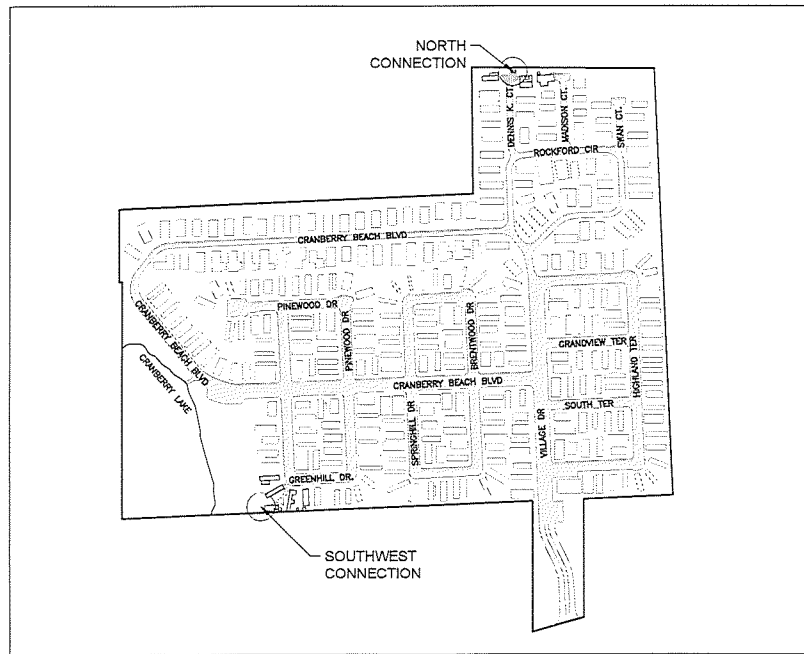 NORTH
CONNECTION
DENNIS K. CT.
MADISON CT.
SWAN CT.
ROCKFORD CIR
CRANBERRY BEACH BLVD
CRANBERRY BEACH BLVD
CRANBERRY LAKE
PINEWOOD DR
PINEWOOD DR
BRENTWOOD DR
GRANDVIEW TER
HIGHLAND TER
CRANBERRY BEACH BLVD
SOUTH TER
SPRINGHILL DR
VILLAGE DR
GREENHILL DR.
SOUTHWEST
CONNECTION